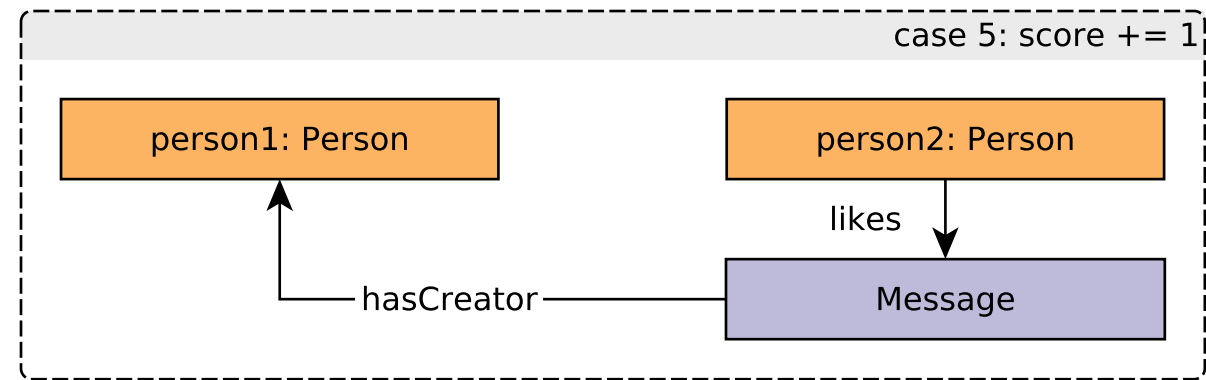 case 5: score += 1
person1: Person
person2: Person
likes
hasCreator
Message